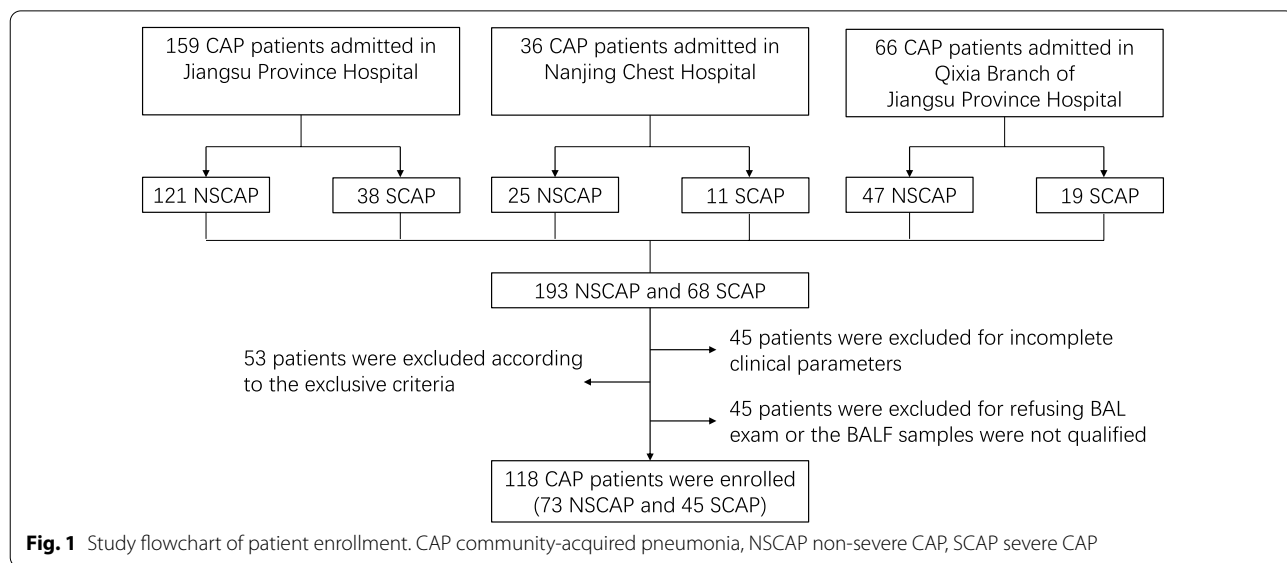 159 CAP patients admitted in
Jiangsu Province Hospital
36 CAP patients admitted in
Nanjing Chest Hospital
66 CAP patients admitted in
Qixia Branch of
Jiangsu Province Hospital
121 NSCAP
38 SCAP
25 NSCAP
11 SCAP
47 NSCAP
19 SCAP
193 NSCAP and 68 SCAP
45 patients were excluded for incomplete
clinical parameters
53 patients were excluded according
to the exclusive criteria
45 patients were excluded for refusing BAL
exam or the BALF samples were not qualified
118 CAP patients were enrolled
(73 NSCAP and 45 SCAP)
Fig. 1 Study flowchart of patient enrollment. CAP community-acquired pneumonia, NSCAP non-severe CAP, SCAP severe CAP